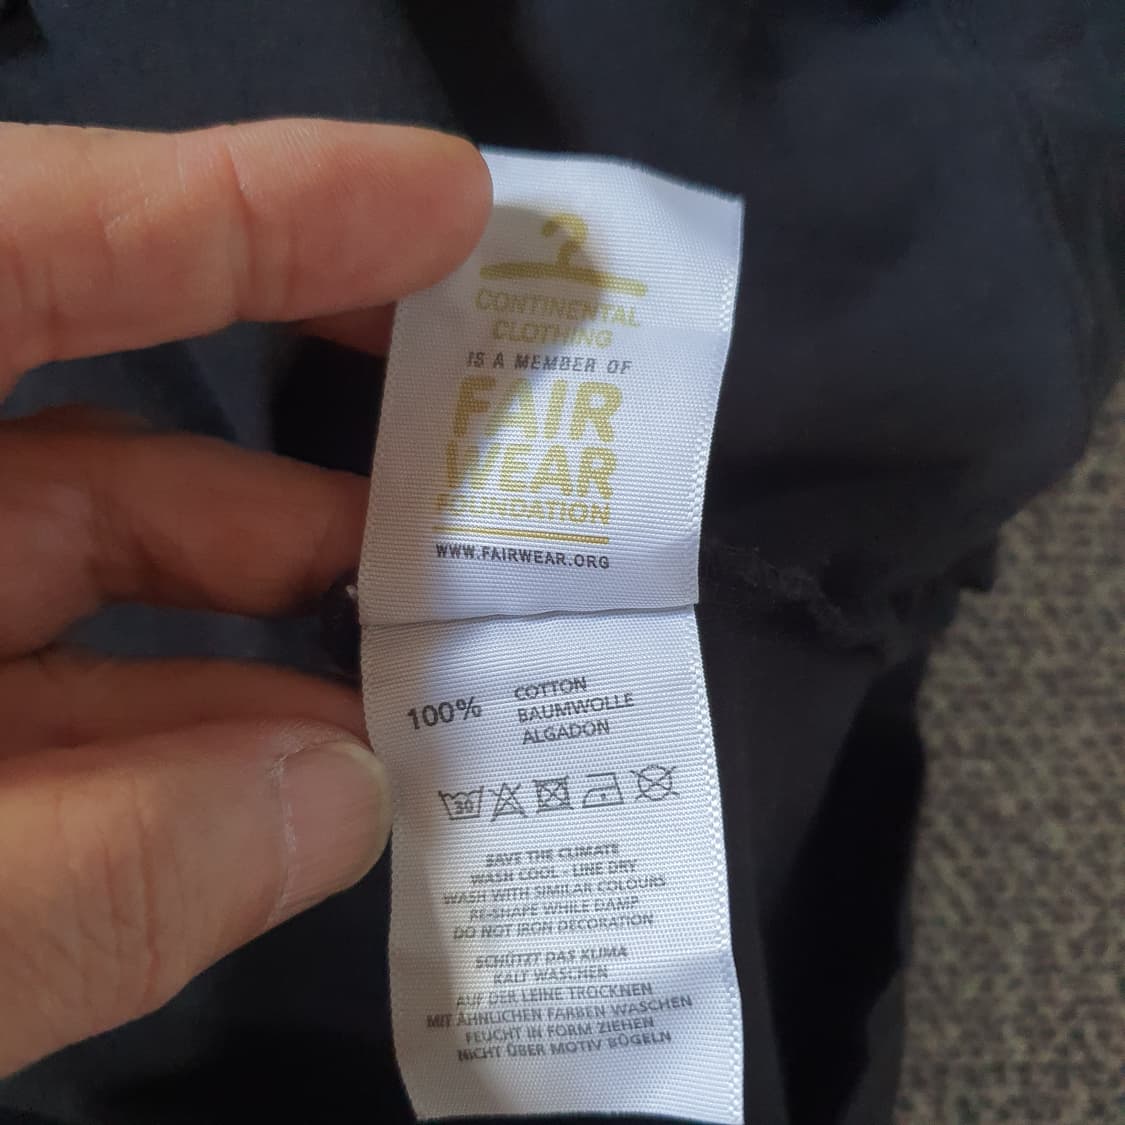 CONTINENTAL
CLOTHING
IS A MEMBER OF
FAIR
WEAR
FOUNDATION
WWW.FAIRWEAR.ORG
100%
COTTON
BAUMWOLLE
ALGADON
30
SAVE THE CLIMATE
WASH COOL - LINE DRY
WASH WITH SIMILAR COLOURS
RE-SHAPE WHILE DAMP
DO NOT IRON DECORATION
SCHÜTZT DAS KLIMA
KALT WASCHEN
AUF DER LEINE TROCKNEN
MIT ÄHNLICHEN FARBEN WASCHEN
FEUCHT IN FORM ZIEHEN
NICHT ÜBER MOTIV BÜGELN